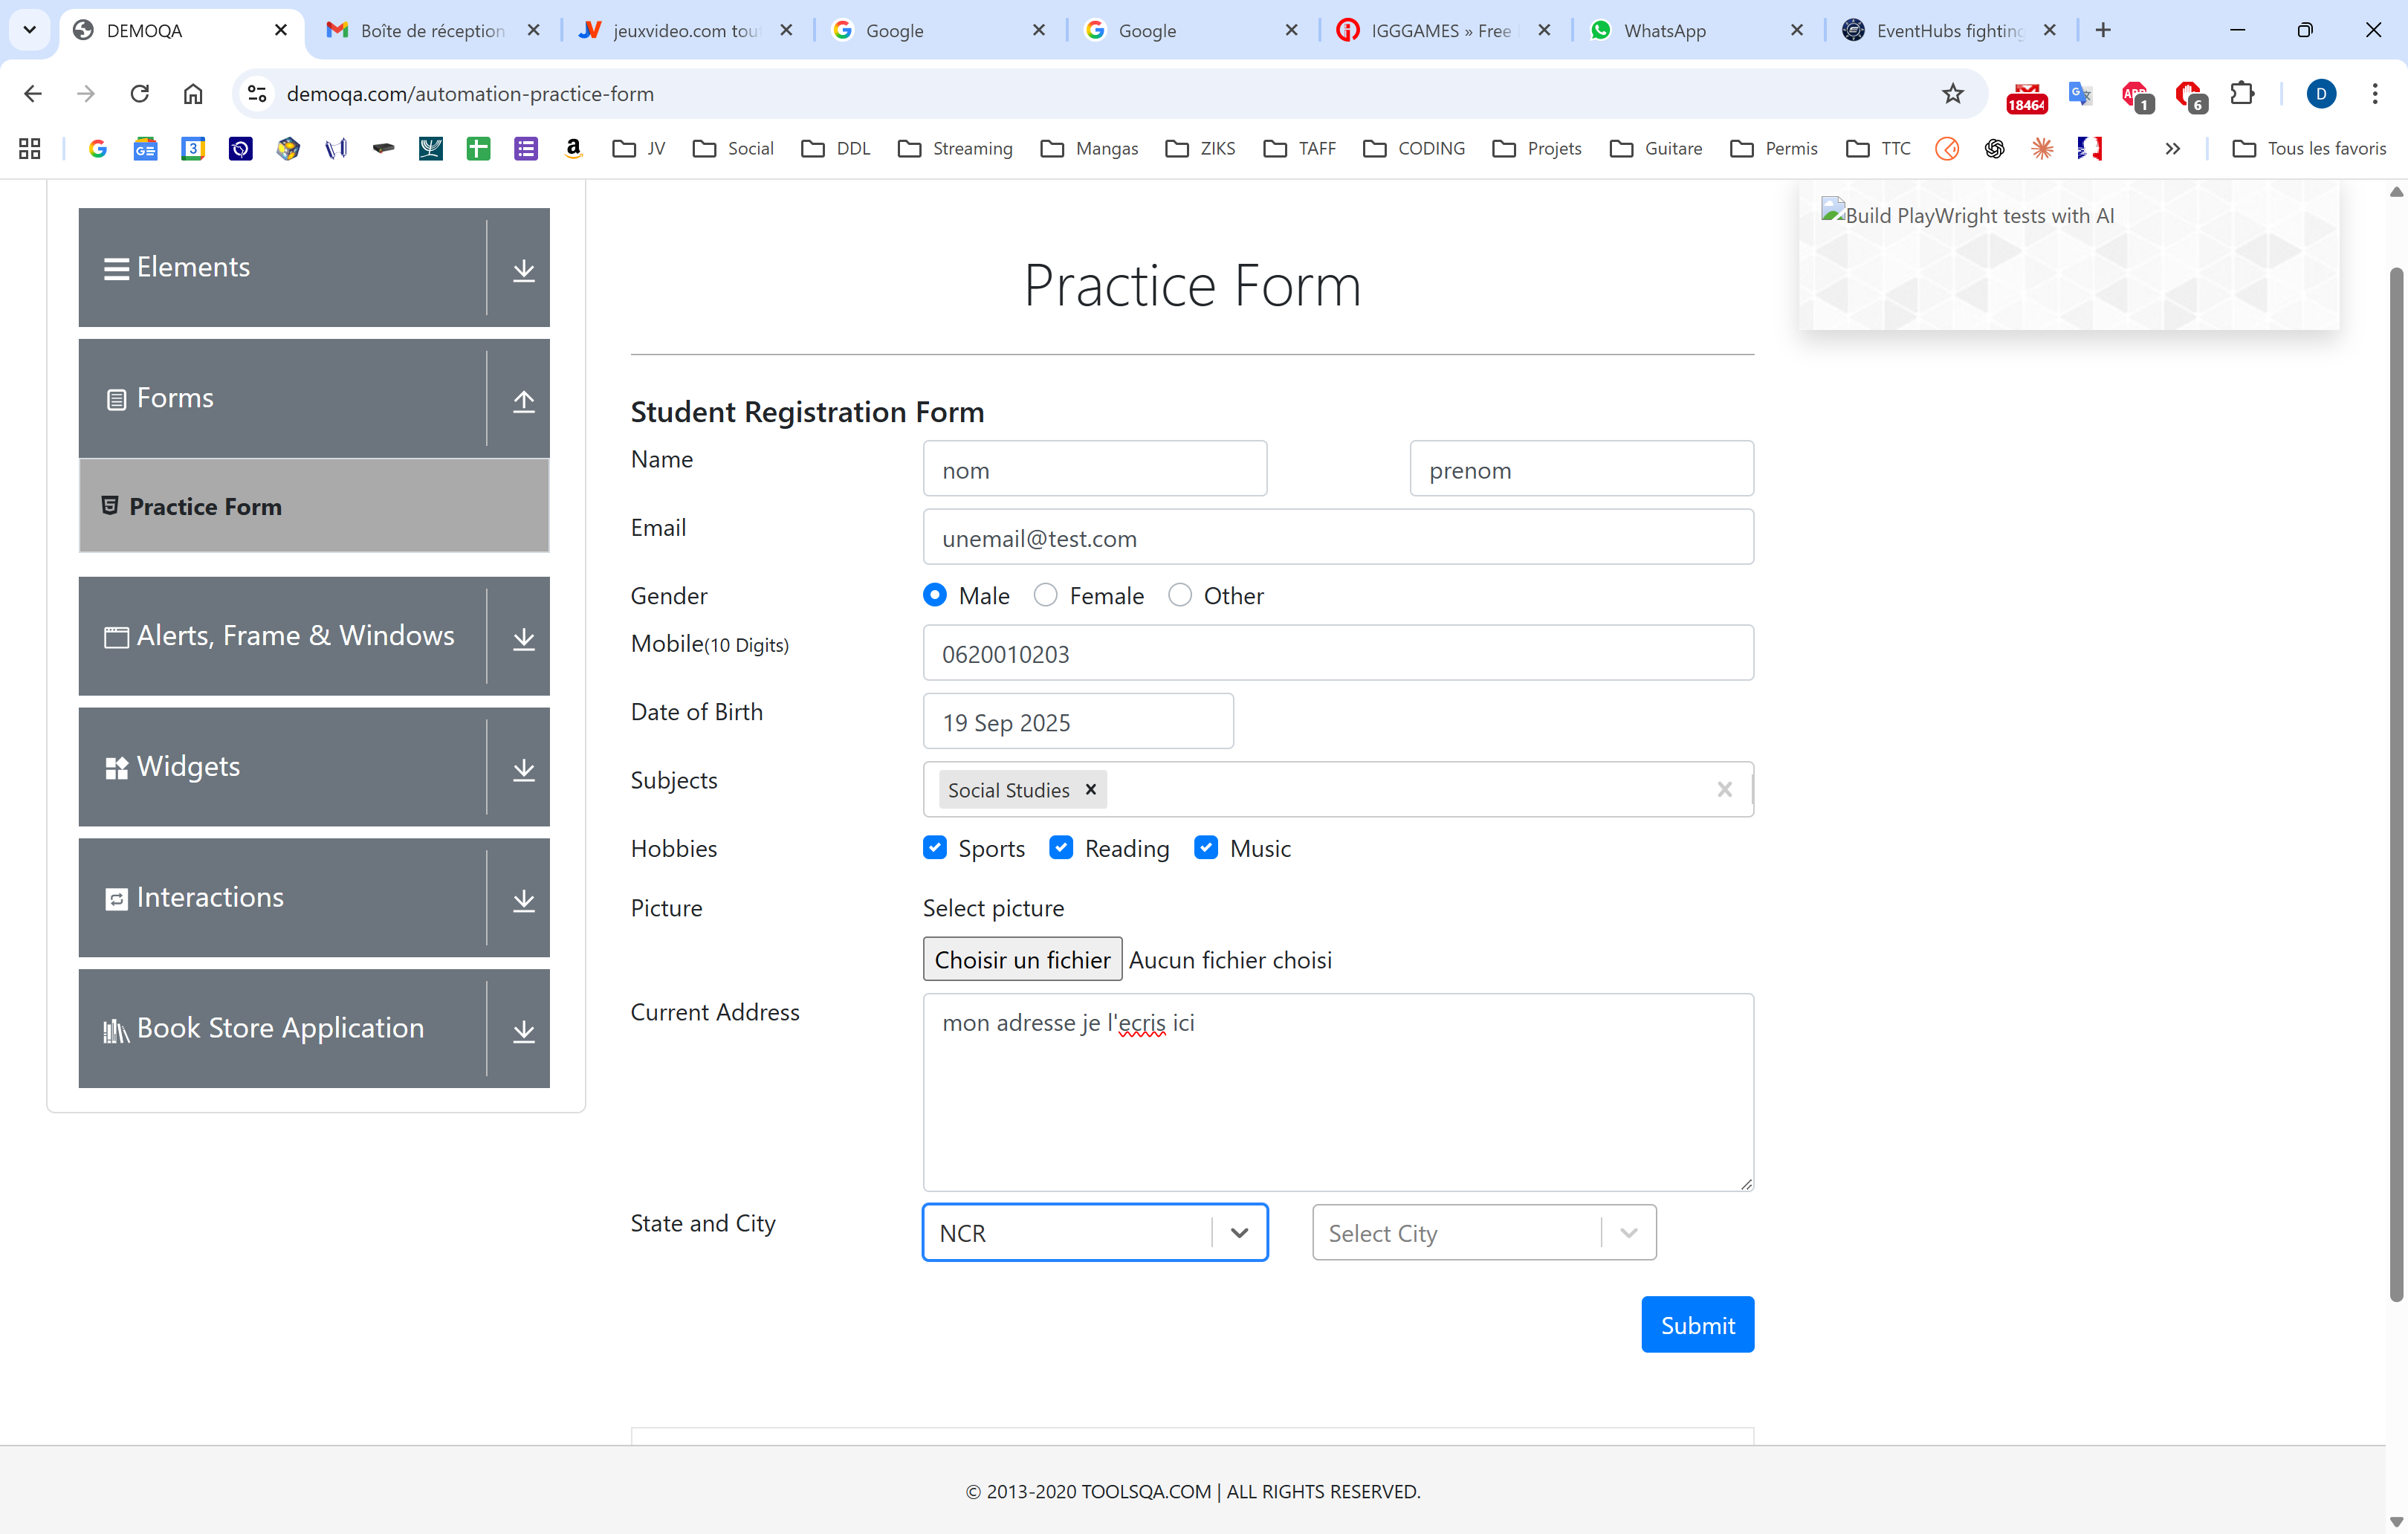 DEMOQA
Boîte de réception
jeuxvideo.com tou
Google
Google
IGGGAMES » Free
WhatsApp
EventHubs fighting
demoqa.com/automation-practice-form
18464
1
6
D
JV
Social
DDL
Streaming
Mangas
ZIKS
TAFF
CODING
Projets
Guitare
Permis
TTC
Tous les favoris
Elements
Forms
Practice Form
Alerts, Frame & Windows
Widgets
Interactions
Book Store Application
Practice Form
Student Registration Form
Name
nom
prenom
Email
unemail@test.com
Gender
Male
Female
Other
Mobile(10 Digits)
0620010203
Date of Birth
19 Sep 2025
Subjects
Social Studies
Hobbies
Sports
Reading
Music
Picture
Select picture
Choisir un fichier
Aucun fichier choisi
Current Address
mon adresse je l'ecris ici
State and City
NCR
Select City
Submit
Build PlayWright tests with AI
© 2013-2020 TOOLSQA.COM | ALL RIGHTS RESERVED.